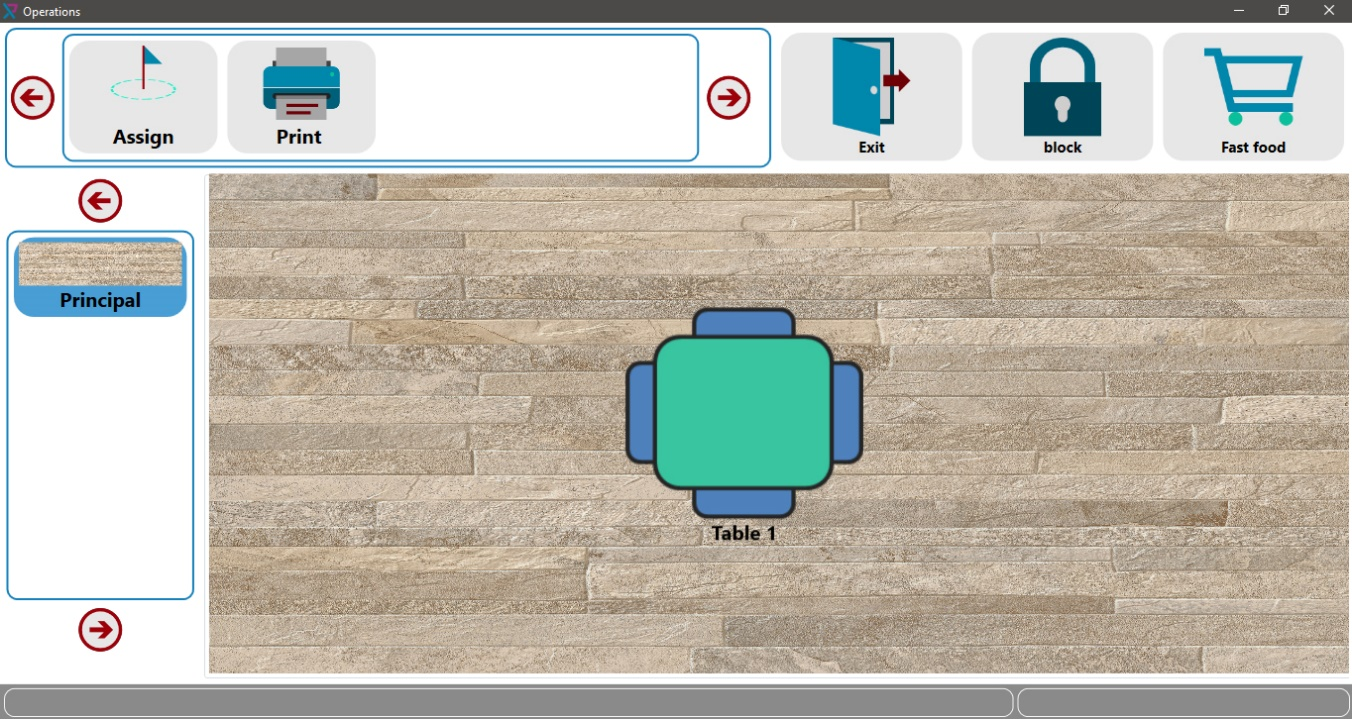 Operations
Assign
Print
Exit
block
Fast food
Principal
Table 1